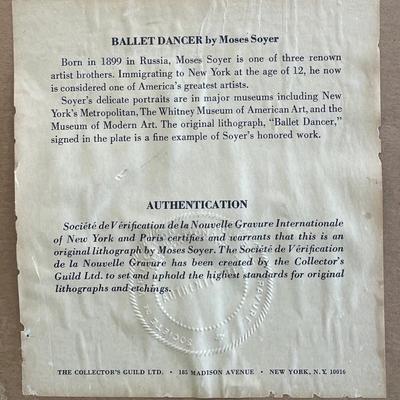 BALLET DANCER by Moses Soyer
Born in 1899 in Russia, Moses Soyer is one of three renown
artist brothers. Immigrating to New York at the age of 12, he now
is considered one of America's greatest artists.
Soyer's delicate portraits are in major museums including New
York's Metropolitan, The Whitney Museum of American Art, and the
Museum of Modern Art. The original lithograph, "Ballet Dancer,"
signed in the plate is a fine example of Soyer's honored work.
AUTHENTICATION
Société de Vérification de la Nouvelle Gravure Internationale
of New York and Paris certifies and warrants that this is an
original lithograph by Moses Soyer. The Société de Vérification
de la Nouvelle Gravure has been created by the Collector's
Guild Ltd. to set and uphold the highest standards for original
lithographs and etchings.
THE COLLECTOR'S GUILD LTD. • 185 MADISON AVENUE • NEW YORK, N.Y. 10016